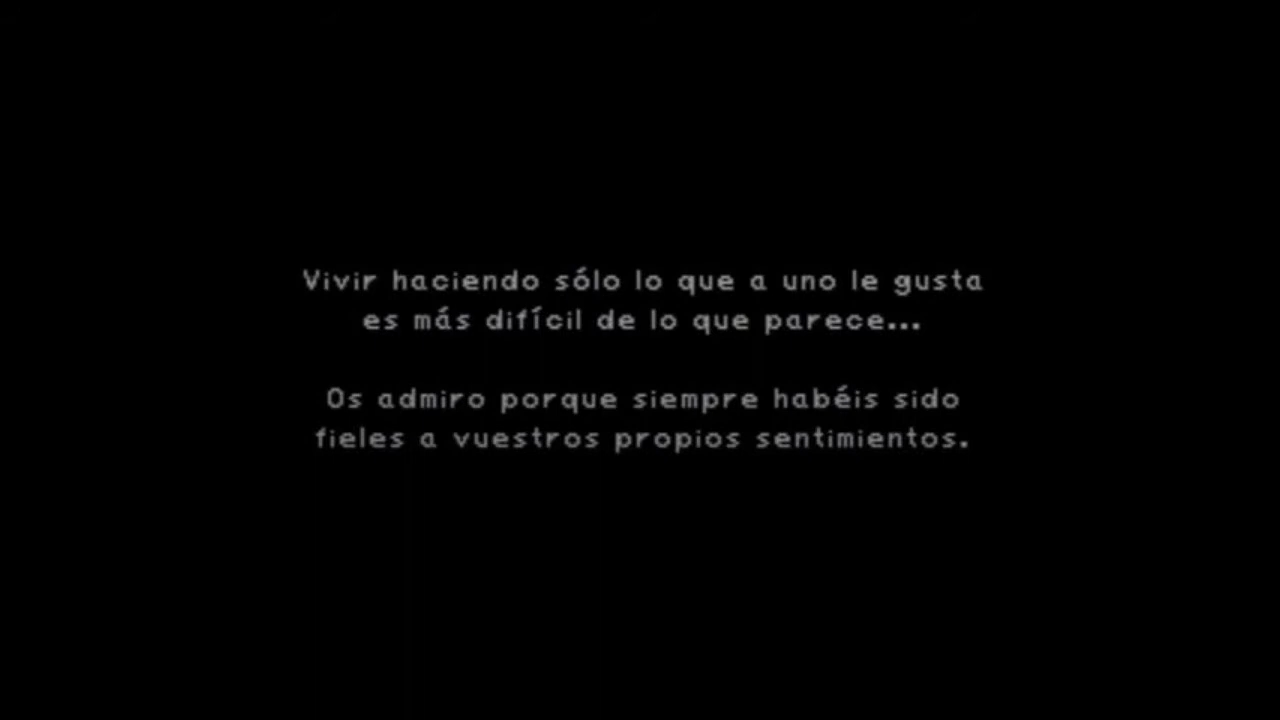 Vivir haciendo sólo lo que a uno le gusta
es más difícil de lo que parece...
Os admiro porque siempre habéis sido
fieles a vuestros propios sentimientos.